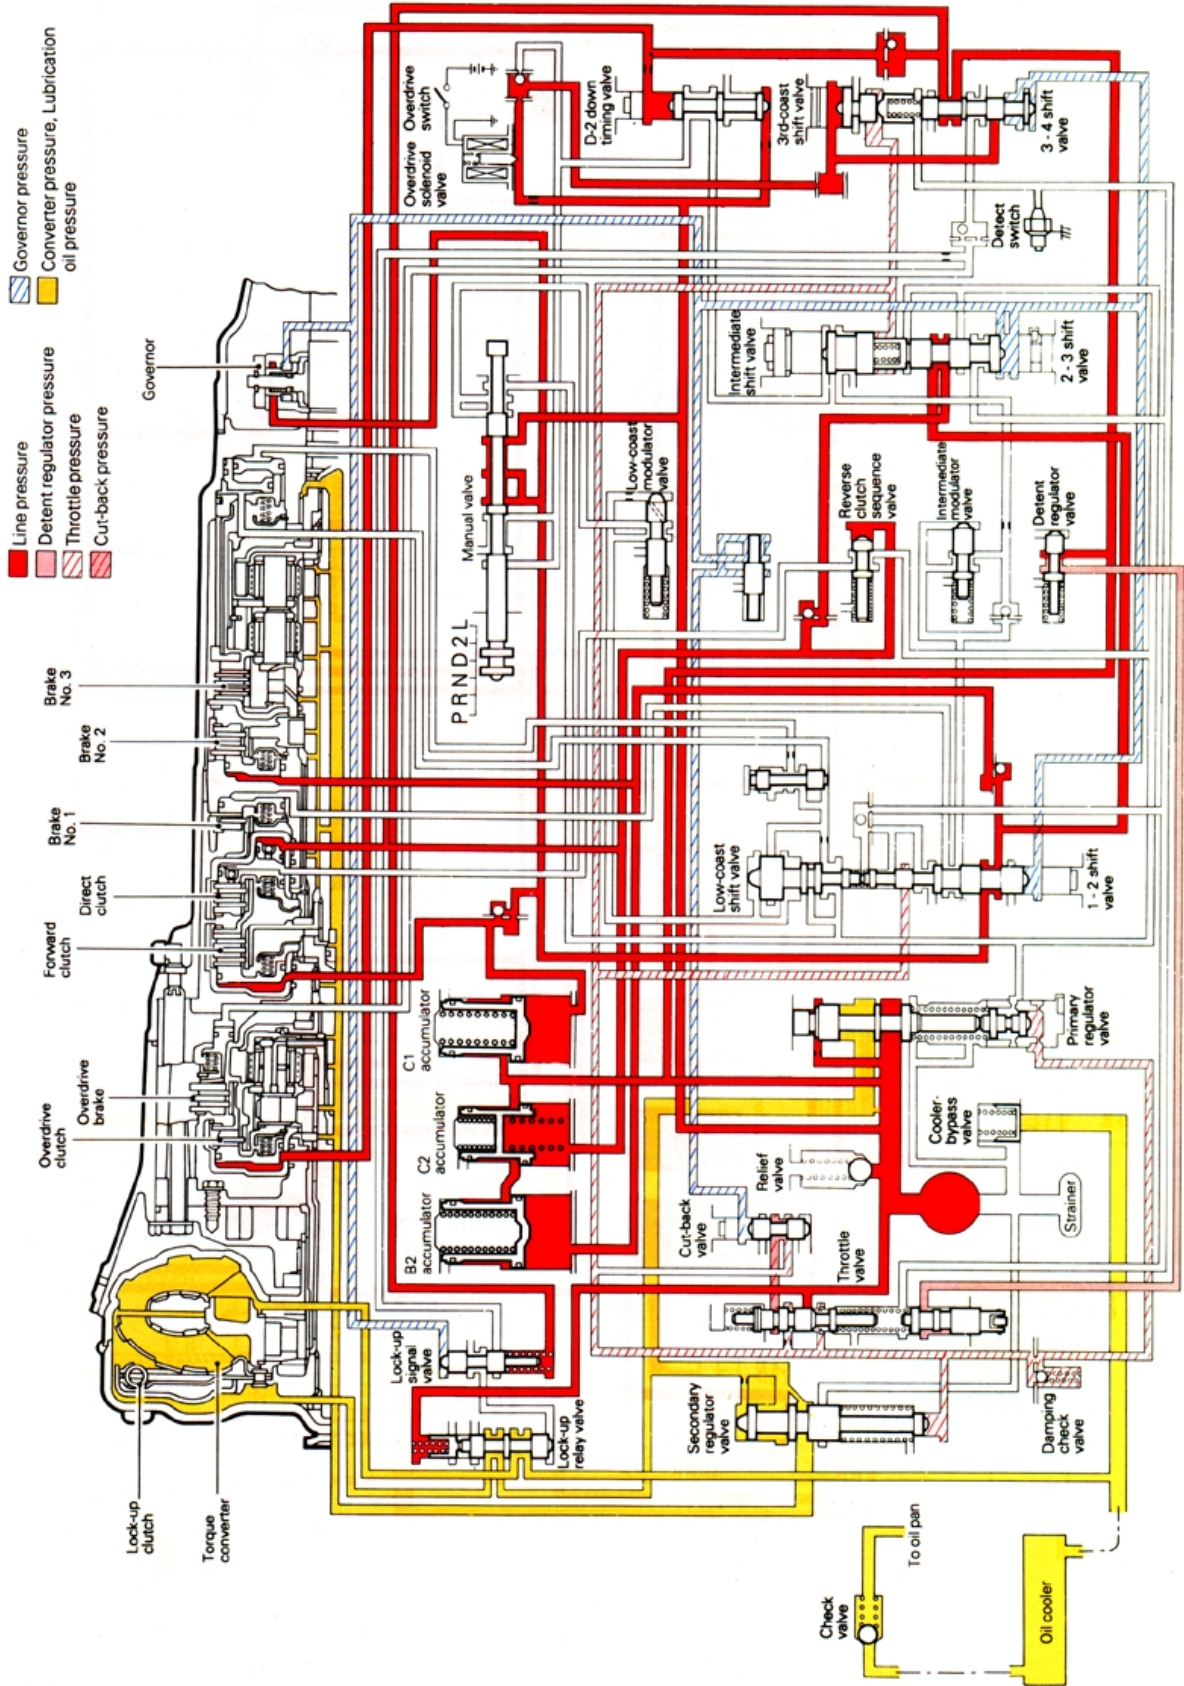 Line pressure
Detent regulator pressure
Throttle pressure
Cut-back pressure
Governor pressure
Converter pressure, Lubrication
oil pressure
Lock-up
clutch
Torque
converter
Overdrive
clutch
Overdrive
brake
Forward
clutch
Direct
clutch
Brake
No. 1
Brake
No. 2
Brake
No. 3
Governor
Lock-up
signal
valve
Lock-up
relay valve
B2
accumulator
C2
accumulator
C1
accumulator
P R N D 2 L
Manual valve
Overdrive
solenoid
valve
Overdrive
switch
D-2 down
timing valve
Low-coast
modulator
valve
Secondary
regulator
valve
Cut-back
valve
Relief
valve
Throttle
valve
Low-coast
shift valve
Intermediate
shift valve
3rd-coast
shift valve
Reverse
clutch
sequence
valve
Intermediate
modulator
valve
Detent
regulator
valve
Detect
switch
Check
valve
To oil pan
Oil cooler
Damping
check
valve
Strainer
Cooler-
bypass
valve
Primary
regulator
valve
1 - 2 shift
valve
2 - 3 shift
valve
3 - 4 shift
valve